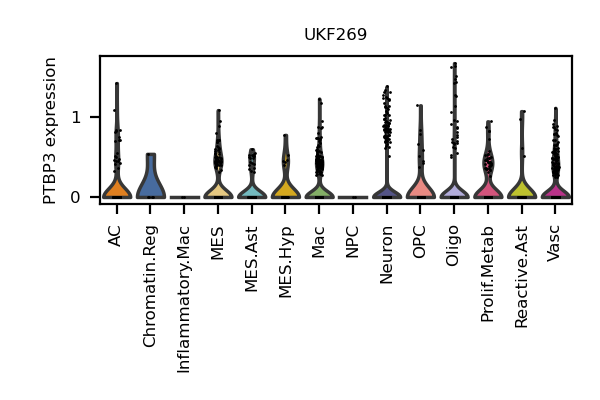 UKF269
PTBP3 expression
1
0
AC
Chromatin.Reg
Inflammatory.Mac
MES
MES.Ast
MES.Hyp
Mac
NPC
Neuron
OPC
Oligo
Prolif.Metab
Reactive.Ast
Vasc